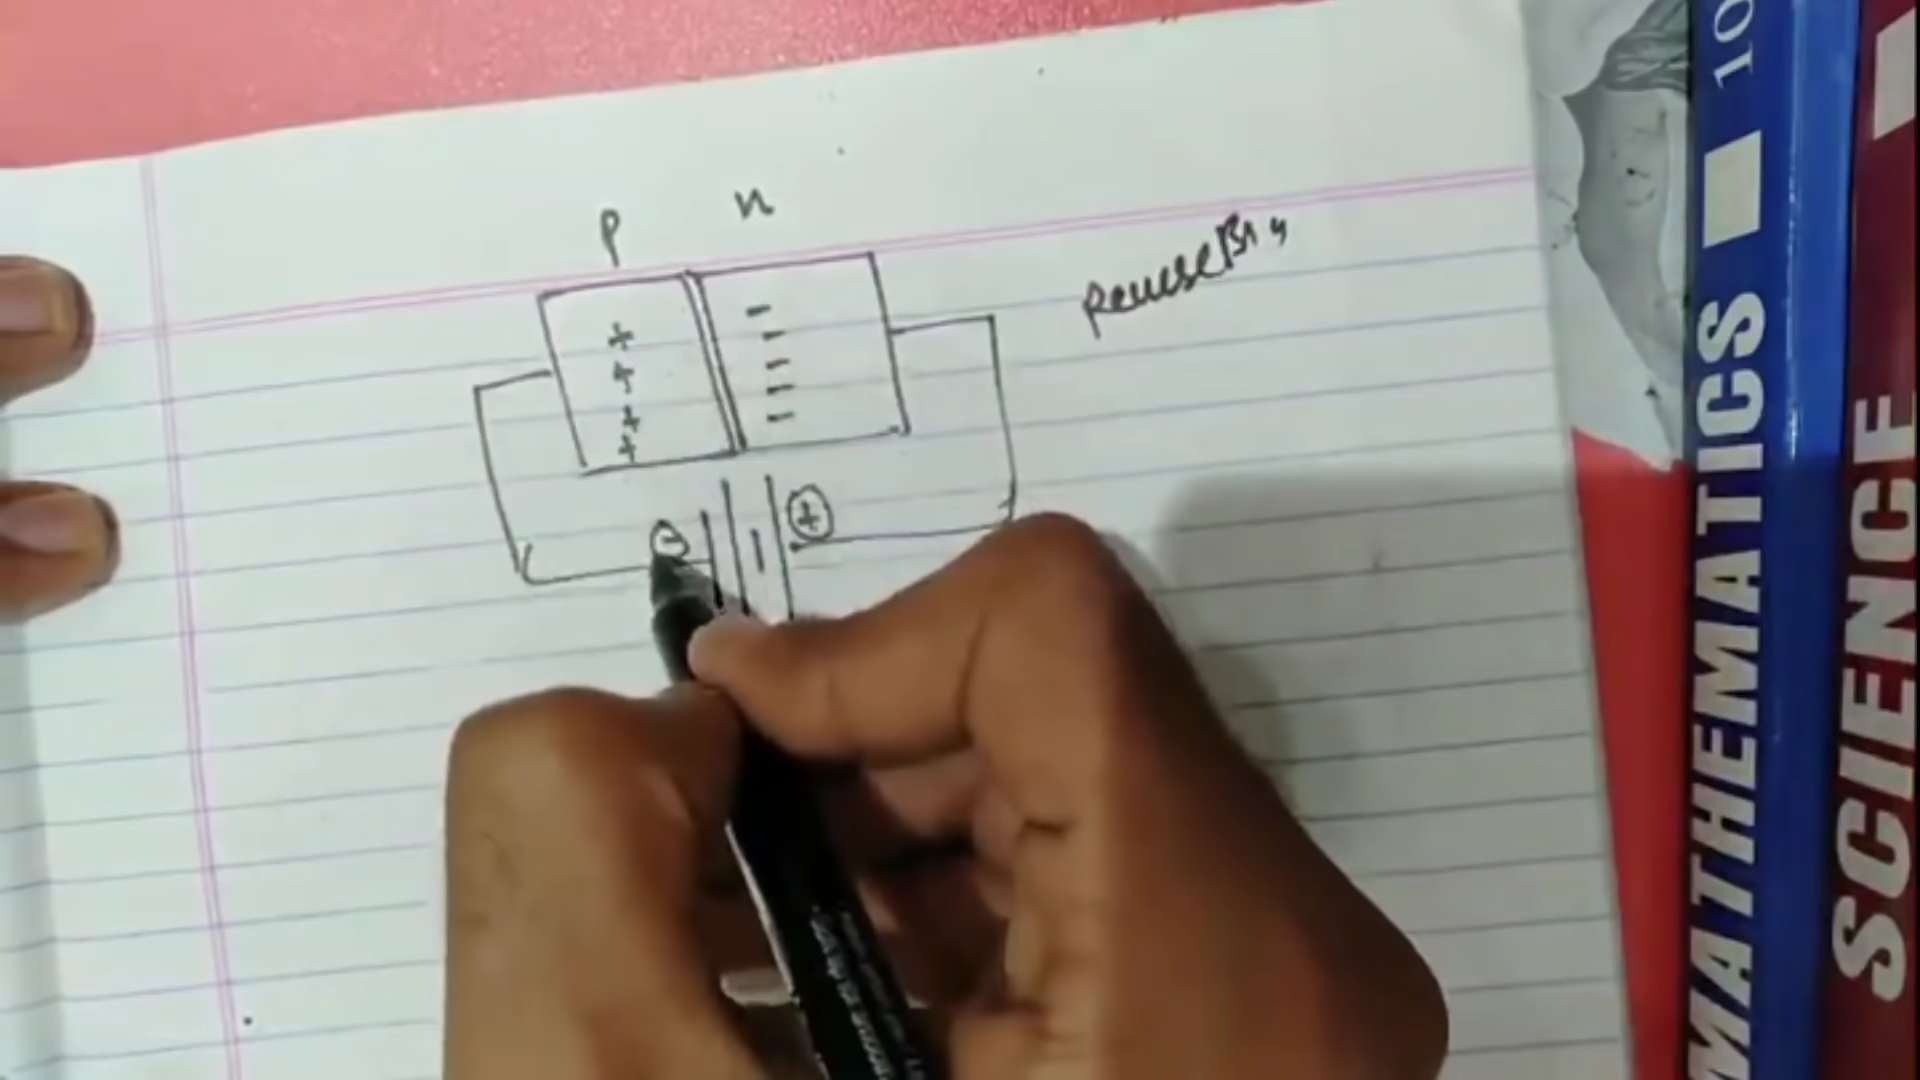 p n
Reverse Bias
+ -
+ -
+ -
+ -
-
⊖ ⊕
MATHEMATICS 10
SCIENCE